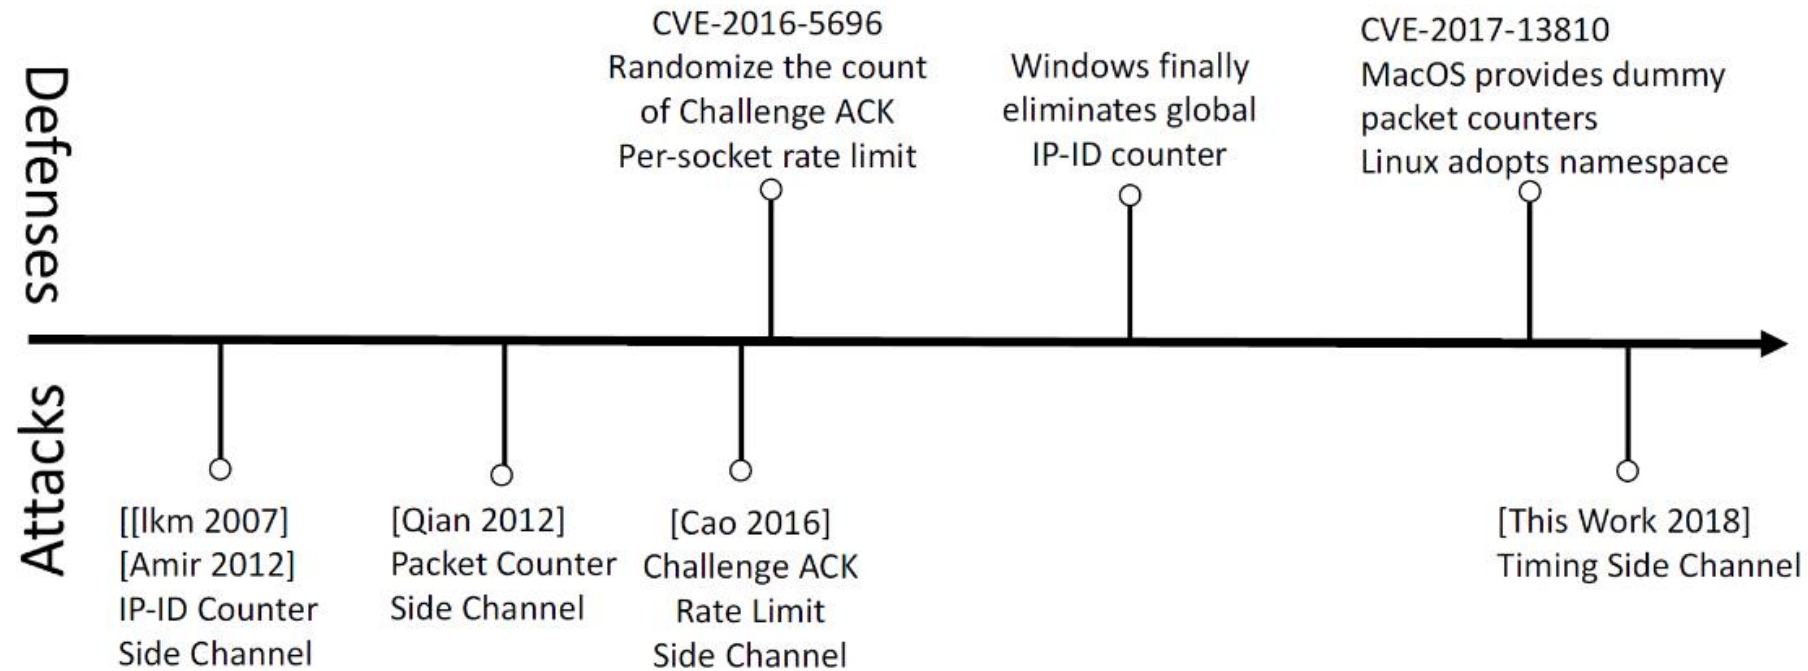 Defenses
CVE-2016-5696
Randomize the count
of Challenge ACK
Per-socket rate limit
Windows finally
eliminates global
IP-ID counter
CVE-2017-13810
MacOS provides dummy
packet counters
Linux adopts namespace
Attacks
[[lkm 2007]
[Amir 2012]
IP-ID Counter
Side Channel
[Qian 2012]
Packet Counter
Side Channel
[Cao 2016]
Challenge ACK
Rate Limit
Side Channel
[This Work 2018]
Timing Side Channel